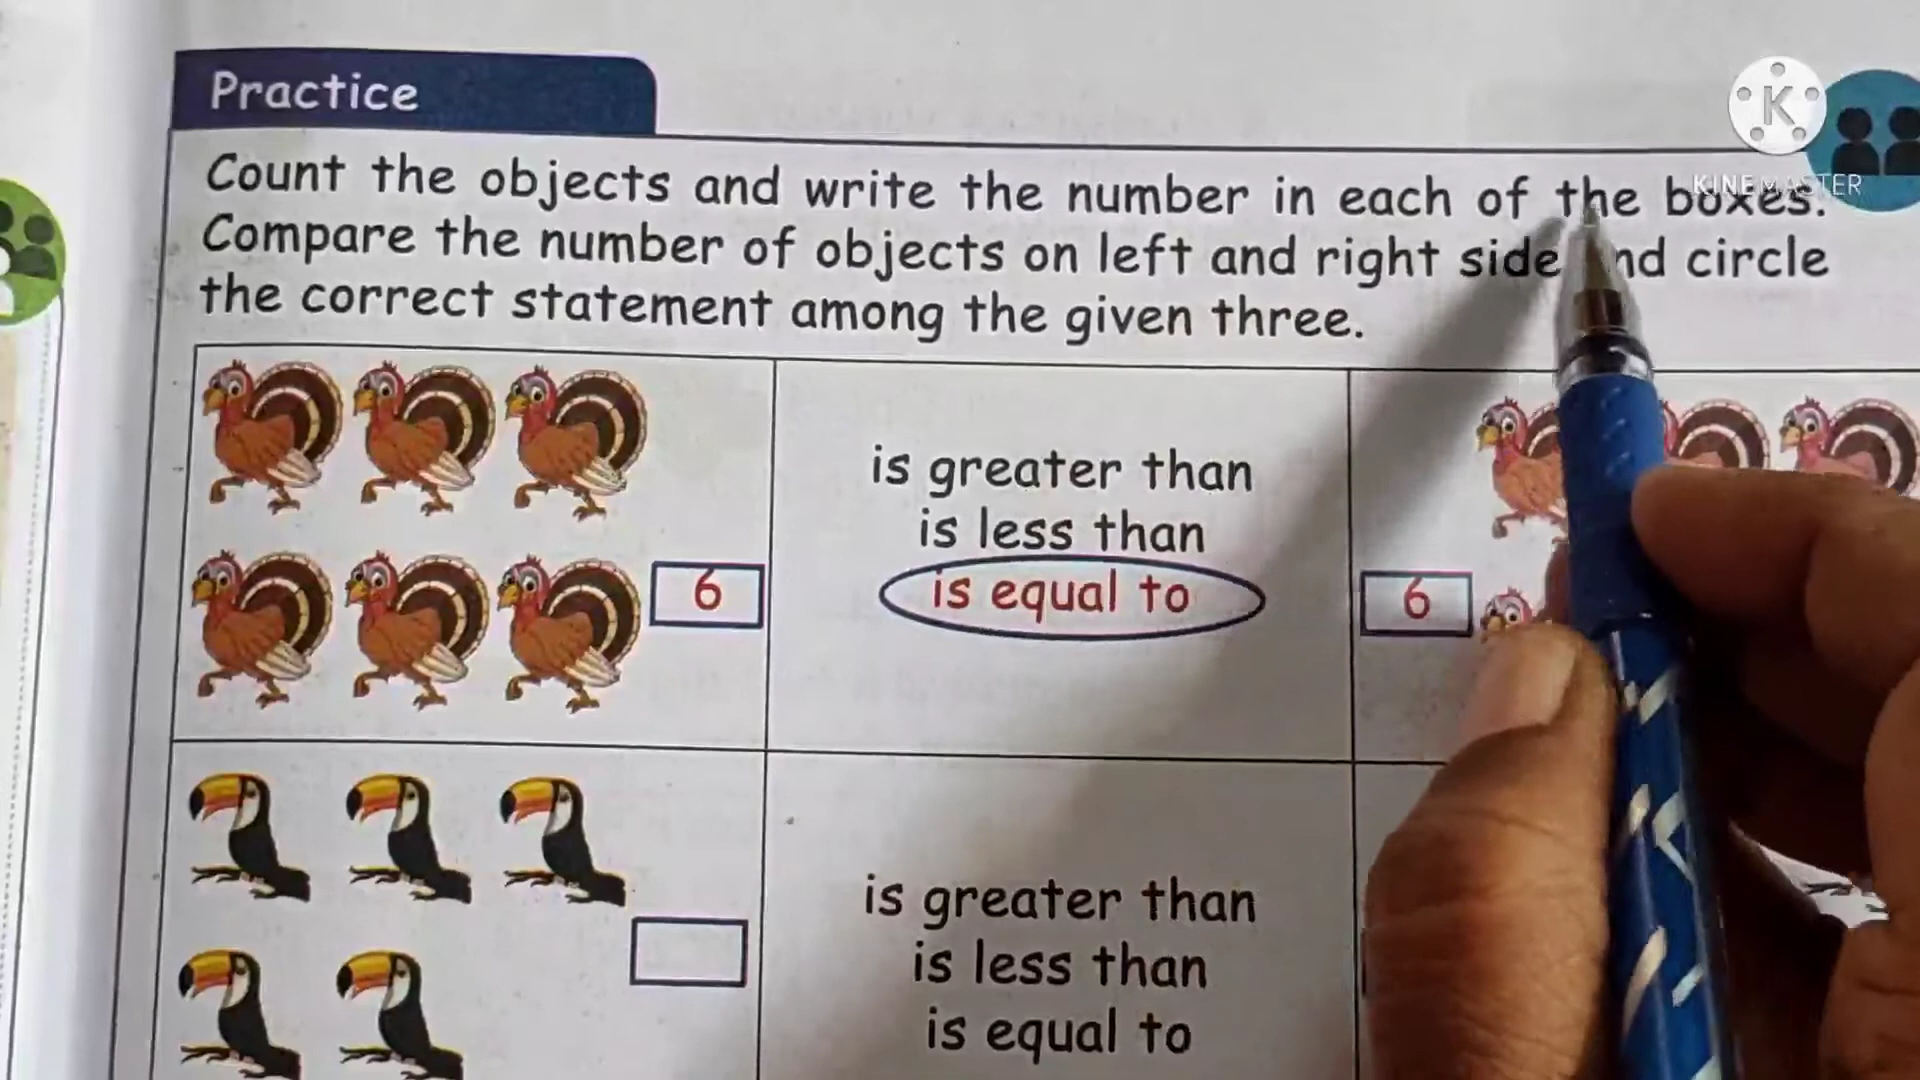 Practice
K
KINEMASTER
Count the objects and write the number in each of the boxes.
Compare the number of objects on left and right side and circle
the correct statement among the given three.
is greater than
is less than
6 is equal to 6
is greater than
is less than
is equal to